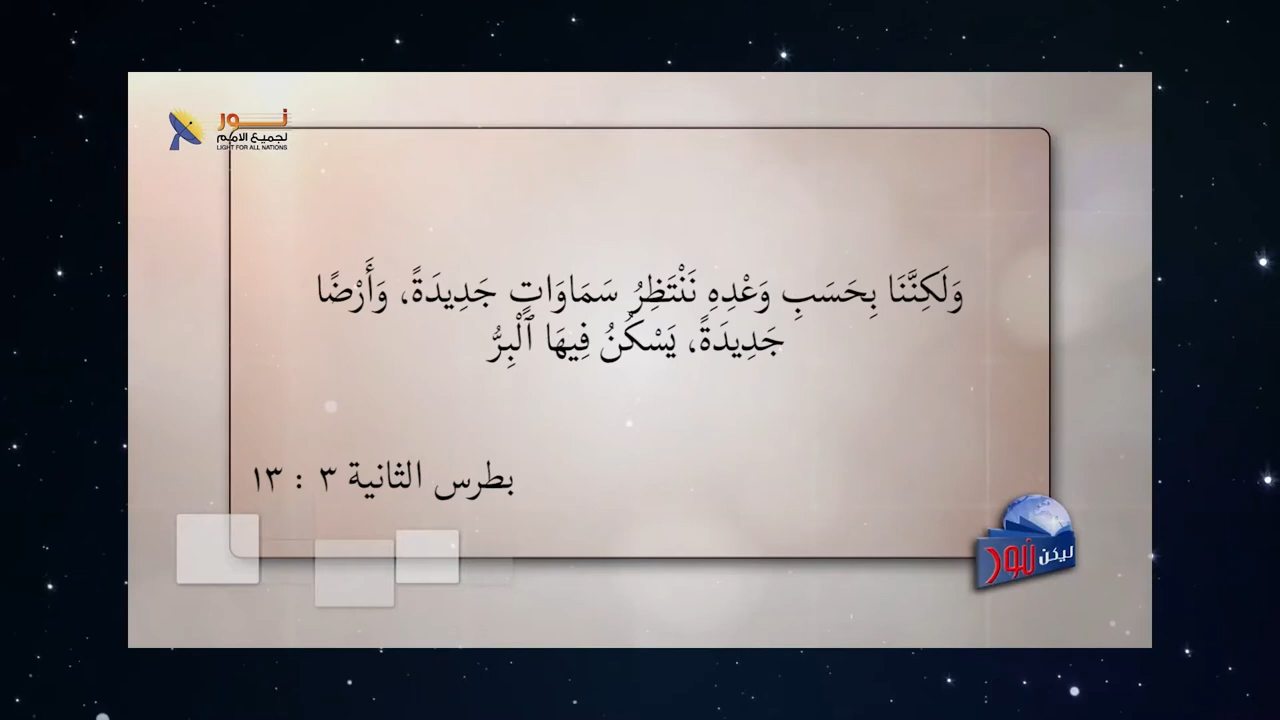 نور
لجميع الامم
LIGHT FOR ALL NATIONS
وَلَكِنَّنَا بِحَسَبِ وَعْدِهِ نَنْتَظِرُ سَمَاوَاتٍ جَدِيدَةً، وَأَرْضًا
جَدِيدَةً، يَسْكُنُ فِيهَا ٱلْبِرُّ
بطرس الثانية ٣ : ١٣
ليكن نور